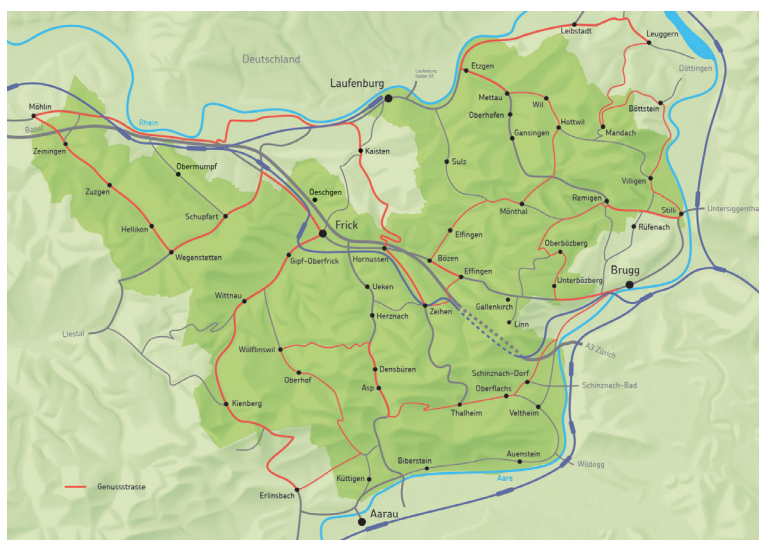 Leibstadt
Leuggern
Deutschland
Etzgen
Döttingen
Laufenburg
Mettau
Wil
Möhlin
Böttstein
Oberhofen
Rhein
Hottwil
Basel
Gansingen
Mandach
Zeiningen
Kaisten
Obermumpf
Sulz
Villigen
Zuzgen
Oeschgen
Remigen
Schupfart
Mönthal
Stilli
Untersiggenthal
Frick
Hellikon
Elfingen
Rüfenach
Wegenstetten
Oberbözberg
Gipf-Oberfrick
Hornussen
Bözen
Effingen
Brugg
Ueken
Unterbözberg
Wittnau
Gallenkirch
Herznach
Zeihen
Linn
Liestal
A3 Zürich
Wölflinswil
Densbüren
Schinznach-Dorf
Oberhof
Asp
Oberflachs
Schinznach-Bad
Kienberg
Thalheim
Veltheim
Auenstein
Biberstein
Wildegg
Küttigen
Aare
Genussstrasse
Erlinsbach
Aarau